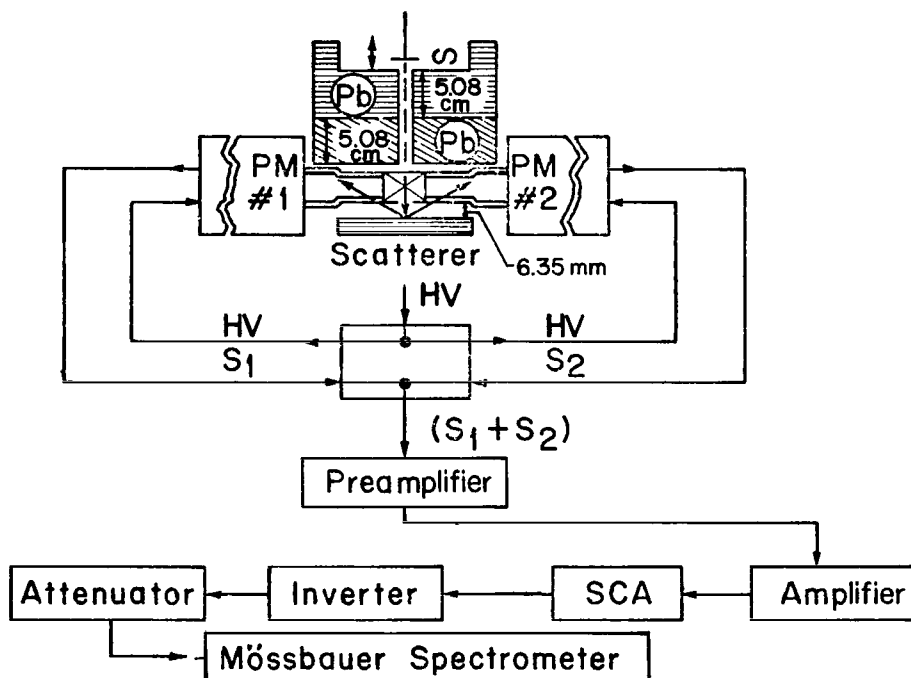 S
Pb
5.08
cm
5.08
cm
Pb
PM
#1
PM
#2
Scatterer
6.35 mm
HV
HV
HV
S1
S2
(S1+S2)
Preamplifier
Attenuator
Inverter
SCA
Amplifier
Mössbauer Spectrometer